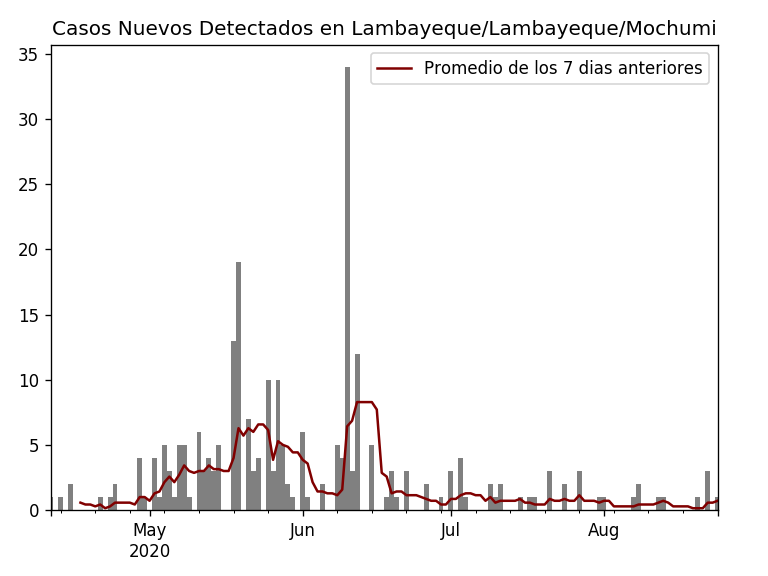 Casos Nuevos Detectados en Lambayeque/Lambayeque/Mochumi
Promedio de los 7 dias anteriores
35
30
25
20
15
10
5
0
May
2020
Jun
Jul
Aug